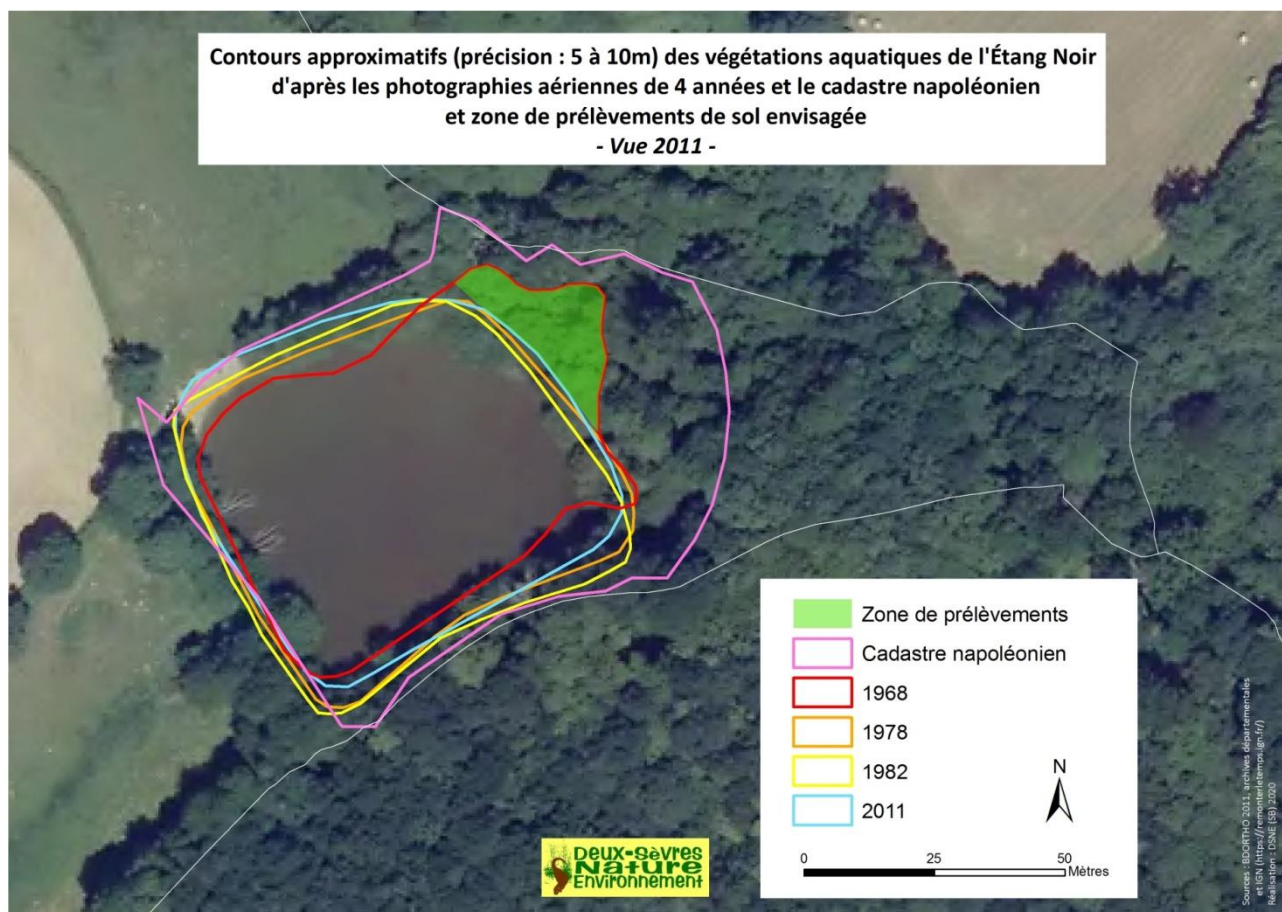 Contours approximatifs (précision : 5 à 10m) des végétations aquatiques de l'Étang Noir
d'après les photographies aériennes de 4 années et le cadastre napoléonien
et zone de prélèvements de sol envisagée
- Vue 2011 -
Zone de prélèvements
Cadastre napoléonien
1968
1978
1982
2011
N
0 25 50
Mètres
Deux-Sèvres
Nature
Environnement
Sources : BDORTHO 2011, archives départementales
et IGN (https://remonterletemps.ign.fr/)
Réalisation : DSNE (SB) 2020